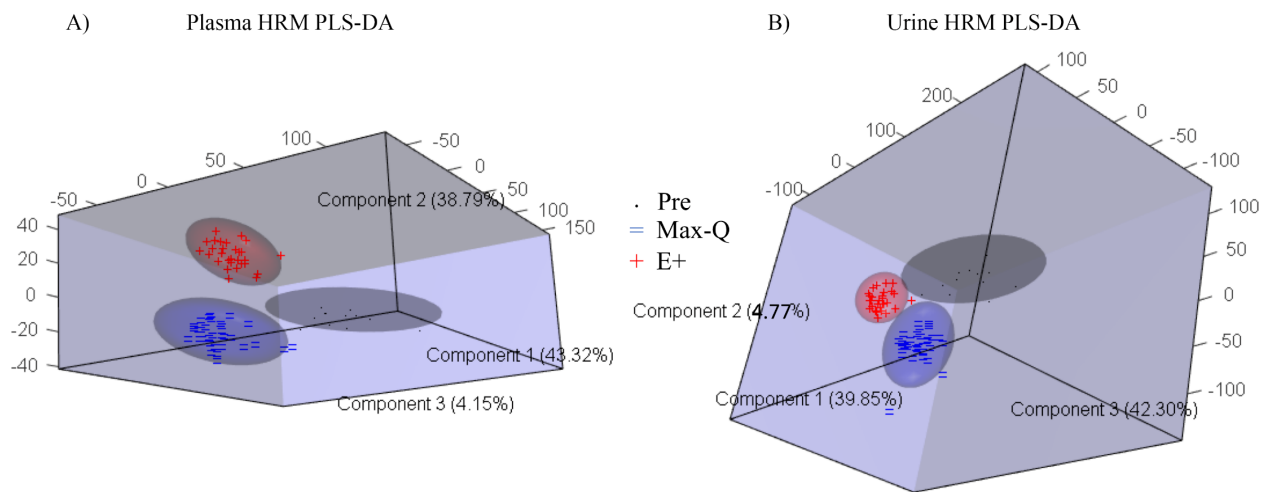 A) Plasma HRM PLS-DA
B) Urine HRM PLS-DA
100
50
0
-50
-50
0
50
100
150
40
20
0
-20
-40
Component 2 (38.79%)
Component 1 (43.32%)
Component 3 (4.15%)
. Pre
= Max-Q
+ E+
200
100
0
-100
100
50
0
-50
-100
100
50
0
-50
-100
Component 2 (4.77%)
Component 1 (39.85%)
Component 3 (42.30%)